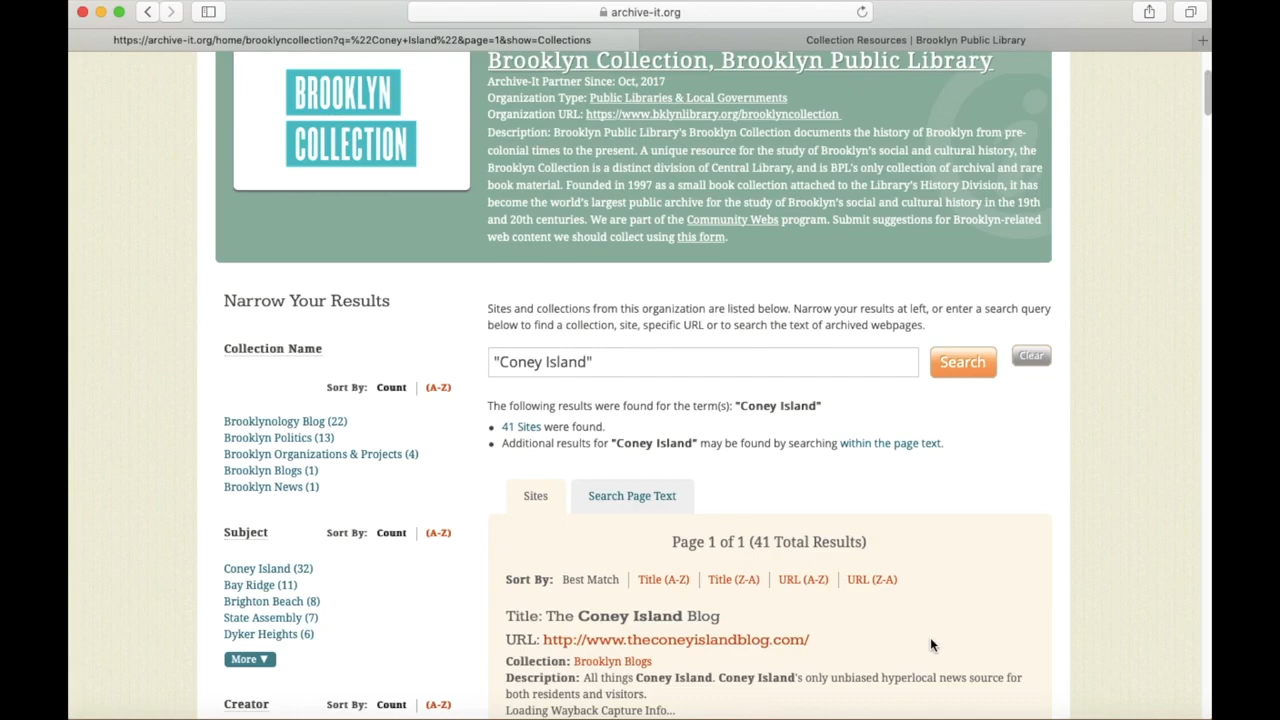 archive-it.org
https://archive-it.org/home/brooklyncollection?q=%22Coney+Island%22&page=1&show=Collections
Collection Resources | Brooklyn Public Library
BROOKLYN
COLLECTION
Brooklyn Collection, Brooklyn Public Library
Archive-It Partner Since: Oct, 2017
Organization Type: Public Libraries & Local Governments
Organization URL: https://www.bklynlibrary.org/brooklyncollection
Description: Brooklyn Public Library's Brooklyn Collection documents the history of Brooklyn from pre-
colonial times to the present. A unique resource for the study of Brooklyn's social and cultural history, the
Brooklyn Collection is a distinct division of Central Library, and is BPL's only collection of archival and rare
book material. Founded in 1997 as a small book collection attached to the Library's History Division, it has
become the world's largest public archive for the study of Brooklyn's social and cultural history in the 19th
and 20th centuries. We are part of the Community Webs program. Submit suggestions for Brooklyn-related
web content we should collect using this form.
Narrow Your Results
Collection Name
Sort By: Count | (A-Z)
Brooklynology Blog (22)
Brooklyn Politics (13)
Brooklyn Organizations & Projects (4)
Brooklyn Blogs (1)
Brooklyn News (1)
Subject Sort By: Count | (A-Z)
Coney Island (32)
Bay Ridge (11)
Brighton Beach (8)
State Assembly (7)
Dyker Heights (6)
More ▼
Creator Sort By: Count | (A-Z)
Sites and collections from this organization are listed below. Narrow your results at left, or enter a search query
below to find a collection, site, specific URL or to search the text of archived webpages.
"Coney Island" Search Clear
The following results were found for the term(s): "Coney Island"
• 41 Sites were found.
• Additional results for "Coney Island" may be found by searching within the page text.
Sites Search Page Text
Page 1 of 1 (41 Total Results)
Sort By: Best Match | Title (A-Z) | Title (Z-A) | URL (A-Z) | URL (Z-A)
Title: The Coney Island Blog
URL: http://www.theconeyislandblog.com/
Collection: Brooklyn Blogs
Description: All things Coney Island. Coney Island's only unbiased hyperlocal news source for
both residents and visitors.
Loading Wayback Capture Info...